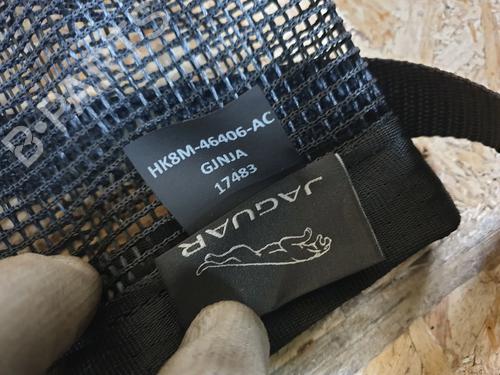 B-PARTS
HK8M-46406-AC
GJNJA
17483
JAGUAR